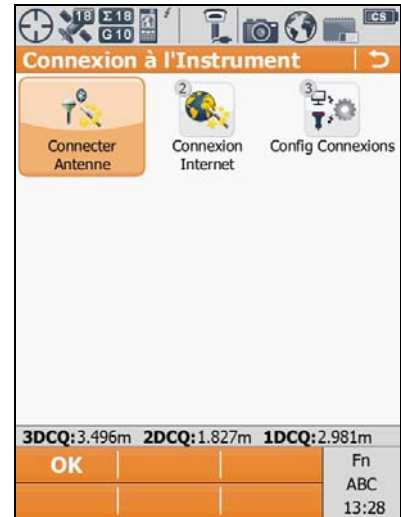 18 Σ18 G10 CS
Connexion à l'Instrument
2 3
Connecter Antenne
Connexion Internet
Config Connexions
3DCQ:3.496m 2DCQ:1.827m 1DCQ:2.981m
OK Fn
ABC
13:28